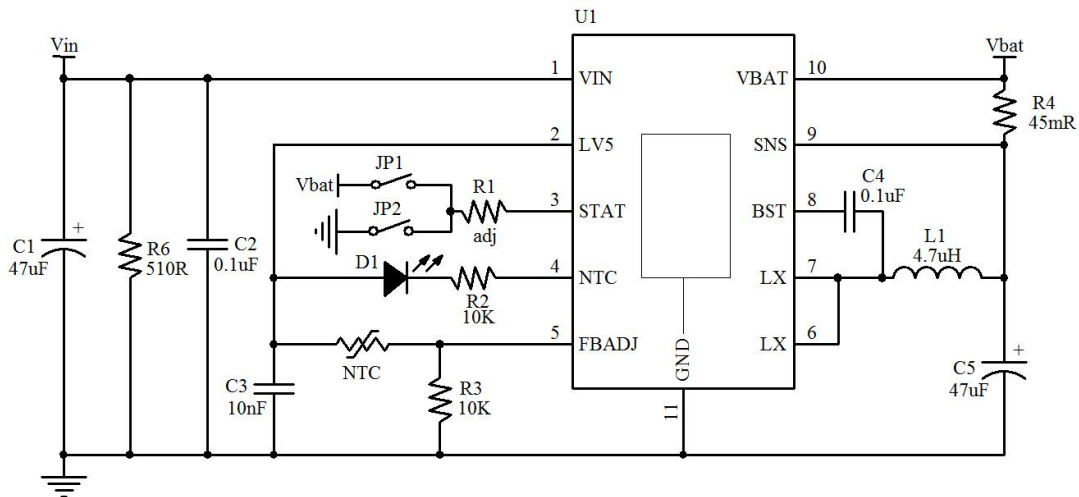 U1
Vin
Vbat
1
VIN
VBAT
10
R4
45mR
2
LV5
SNS
9
JP1
Vbat
R1
adj
3
STAT
BST
8
C4
0.1uF
JP2
C1
+
47uF
R6
510R
C2
0.1uF
D1
R2
10K
4
NTC
LX
7
L1
4.7uH
5
FBADJ
LX
6
NTC
GND
C5
+
47uF
C3
10nF
R3
10K
11